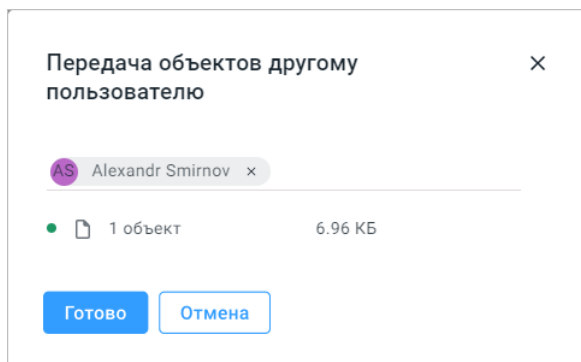 Передача объектов другому
пользователю
AS Alexandr Smirnov
1 объект 6.96 КБ
Готово Отмена